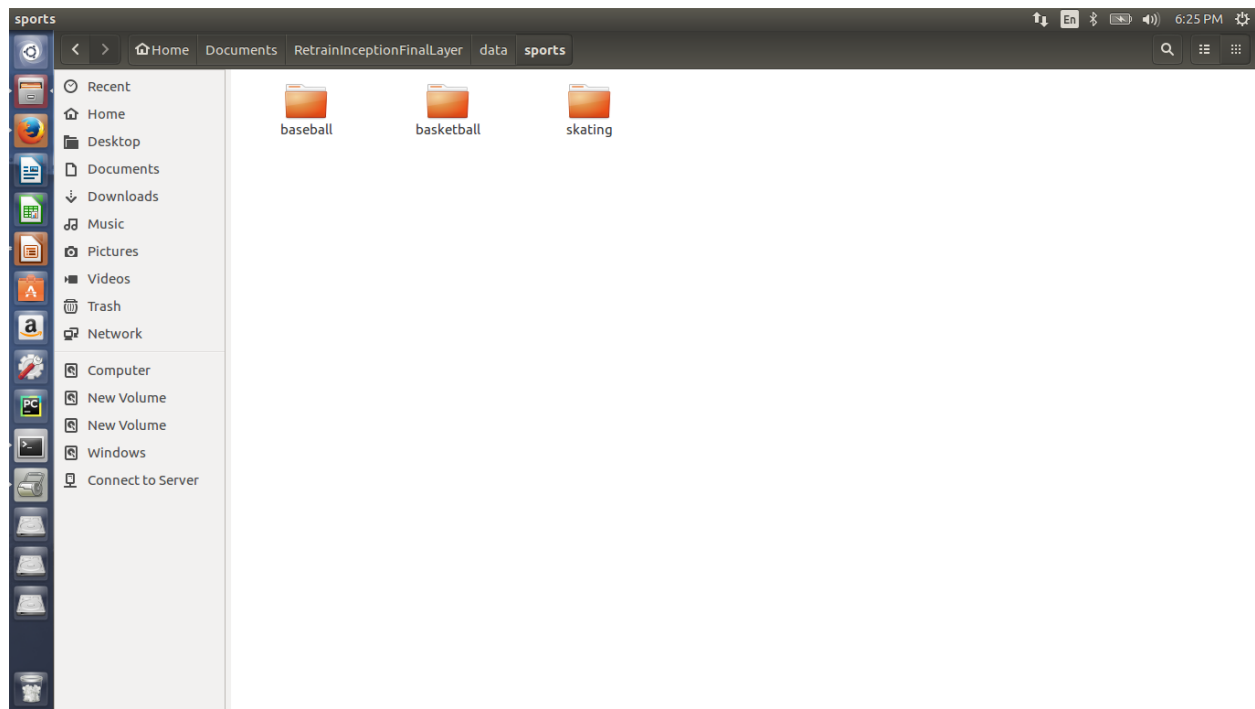 sports
En
6:25 PM
Home Documents RetrainInceptionFinalLayer data sports
Recent
Home
Desktop
Documents
Downloads
Music
Pictures
Videos
Trash
Network
Computer
New Volume
New Volume
Windows
Connect to Server
baseball basketball skating
a
PC
>_